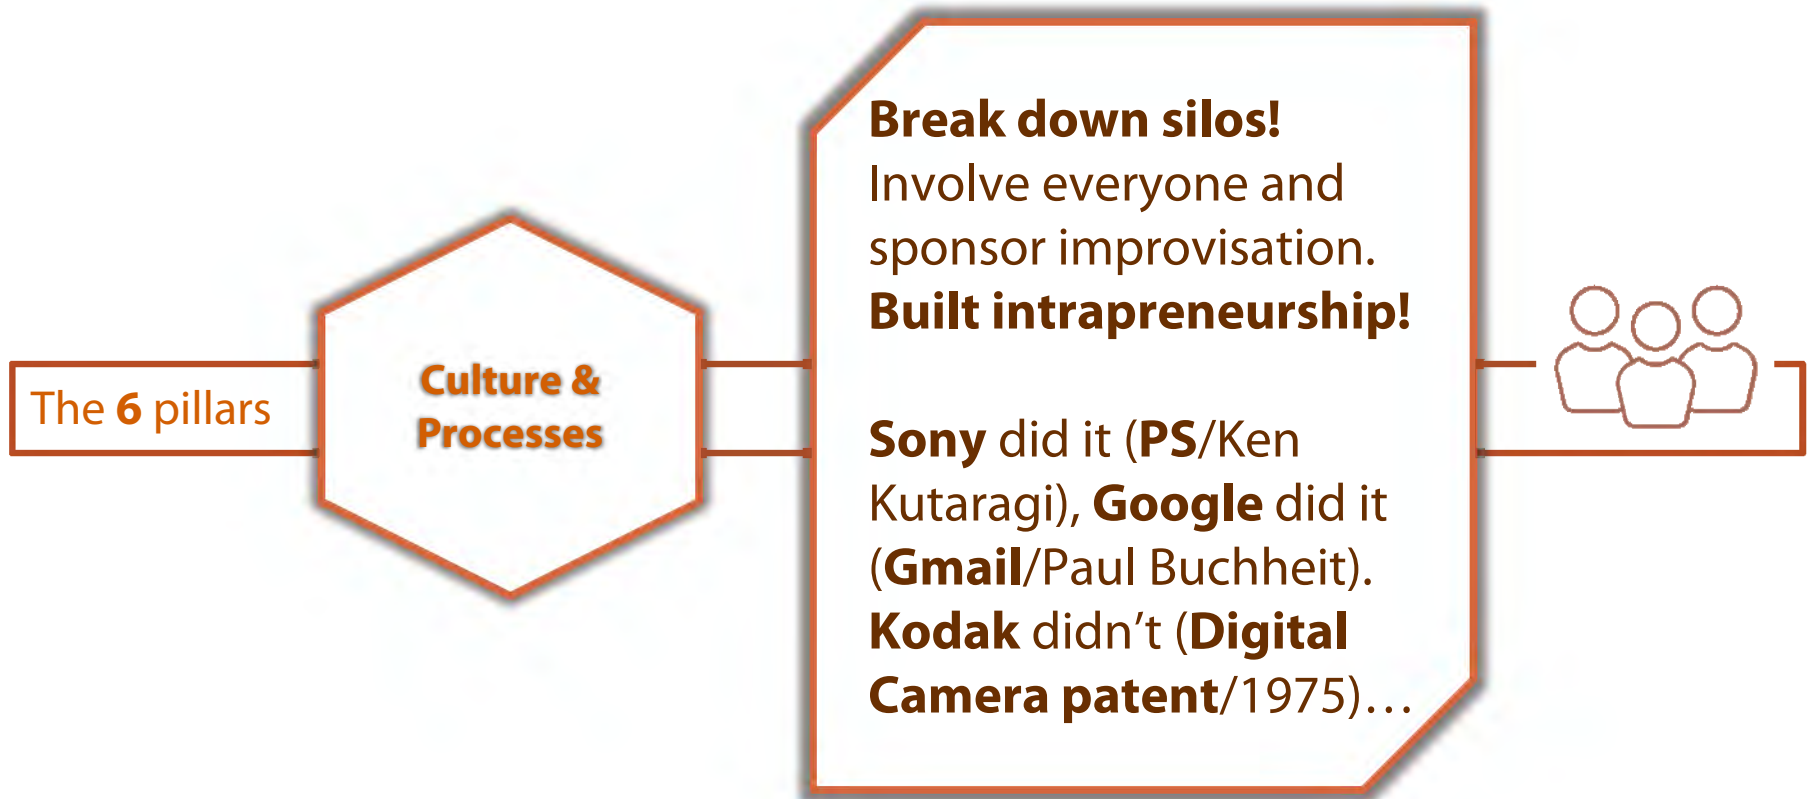 The 6 pillars
Culture &
Processes
Break down silos!
Involve everyone and
sponsor improvisation.
Built intrapreneurship!
Sony did it (PS/Ken
Kutaragi), Google did it
(Gmail/Paul Buchheit).
Kodak didn’t (Digital
Camera patent/1975)…